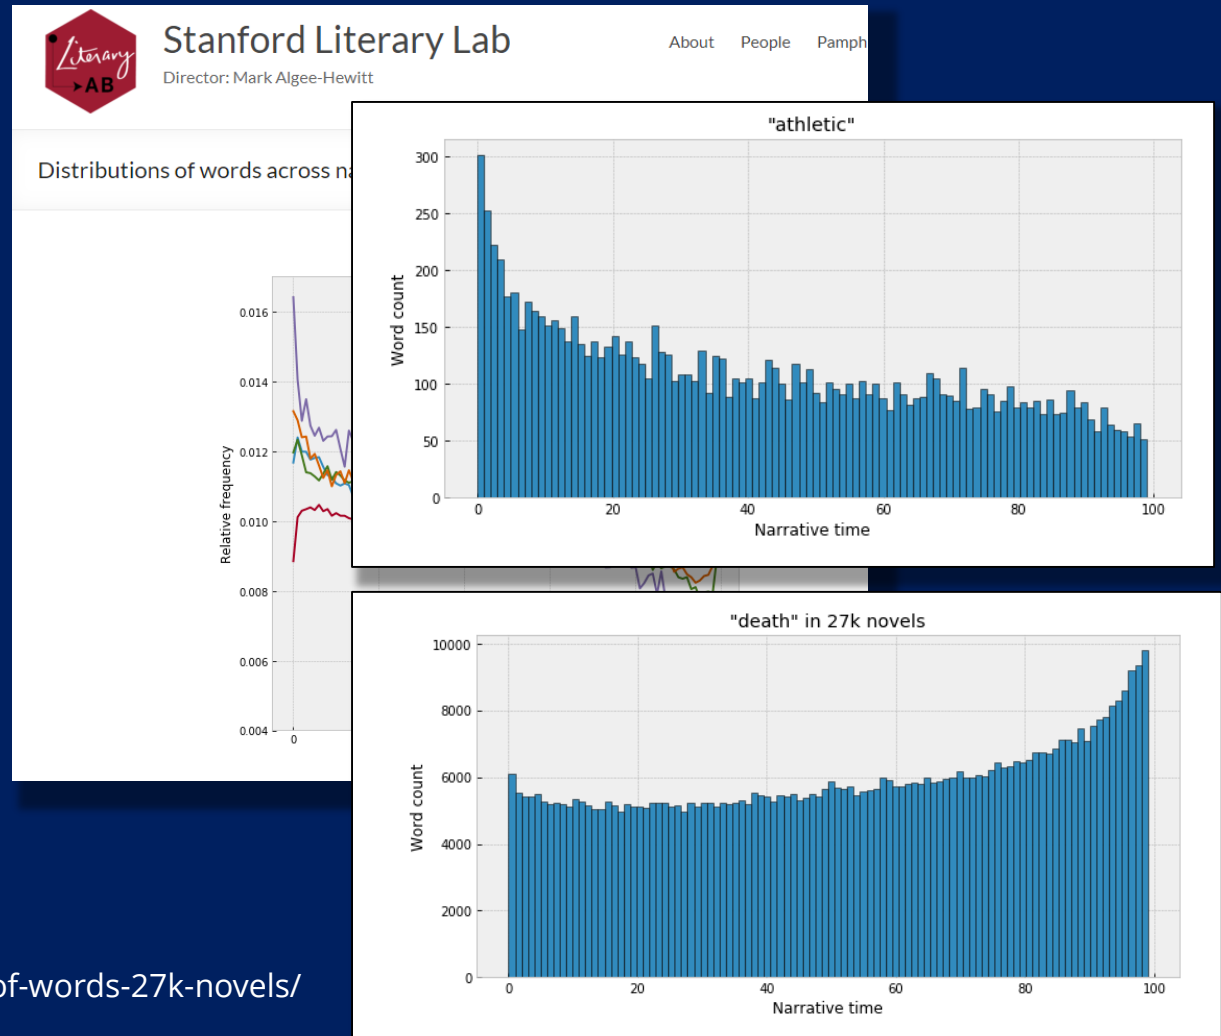 Literary
AB
Stanford Literary Lab
Director: Mark Algee-Hewitt
About People Pamph
Distributions of words across na
Relative frequency
0.016
0.014
0.012
0.010
0.008
0.006
0.004
0
"athletic"
Word count
300
250
200
150
100
50
0
0 20 40 60 80 100
Narrative time
"death" in 27k novels
Word count
10000
8000
6000
4000
2000
0
0 20 40 60 80 100
Narrative time
of-words-27k-novels/